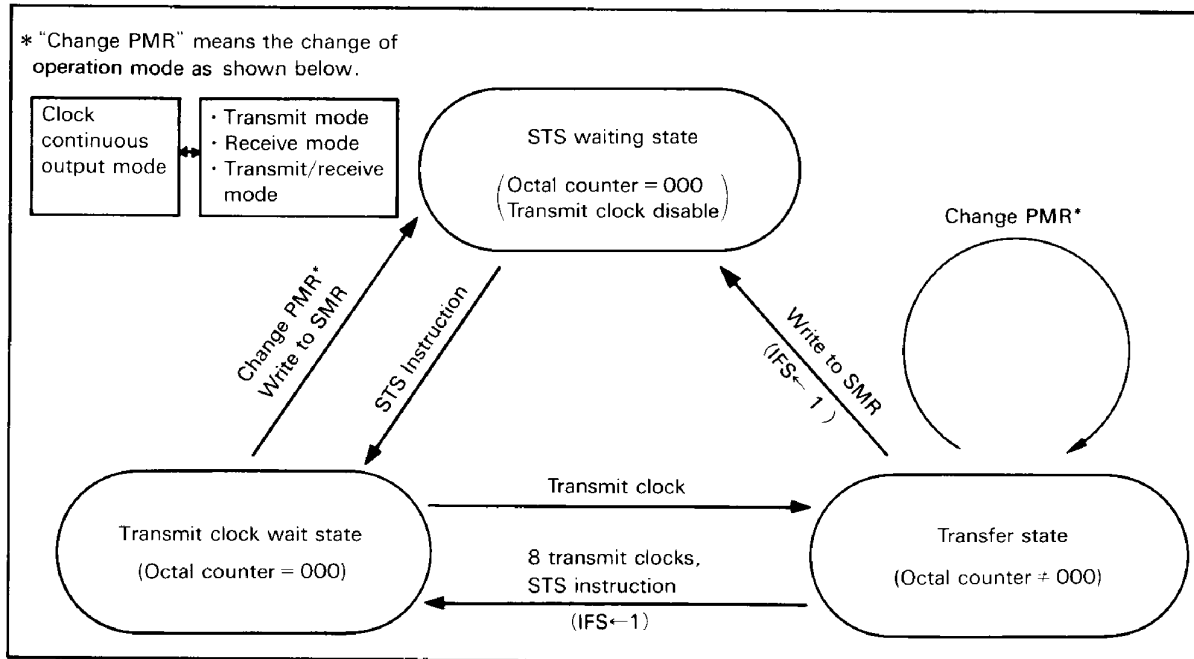 * "Change PMR" means the change of
operation mode as shown below.
Clock
continuous
output mode
· Transmit mode
· Receive mode
· Transmit/receive
mode
STS waiting state
(Octal counter = 000
Transmit clock disable)
Change PMR*
Change PMR*
Write to SMR
STS Instruction
Write to SMR
(IFS← 1)
Transmit clock wait state
(Octal counter = 000)
Transmit clock
8 transmit clocks,
STS instruction
(IFS←1)
Transfer state
(Octal counter ≠ 000)